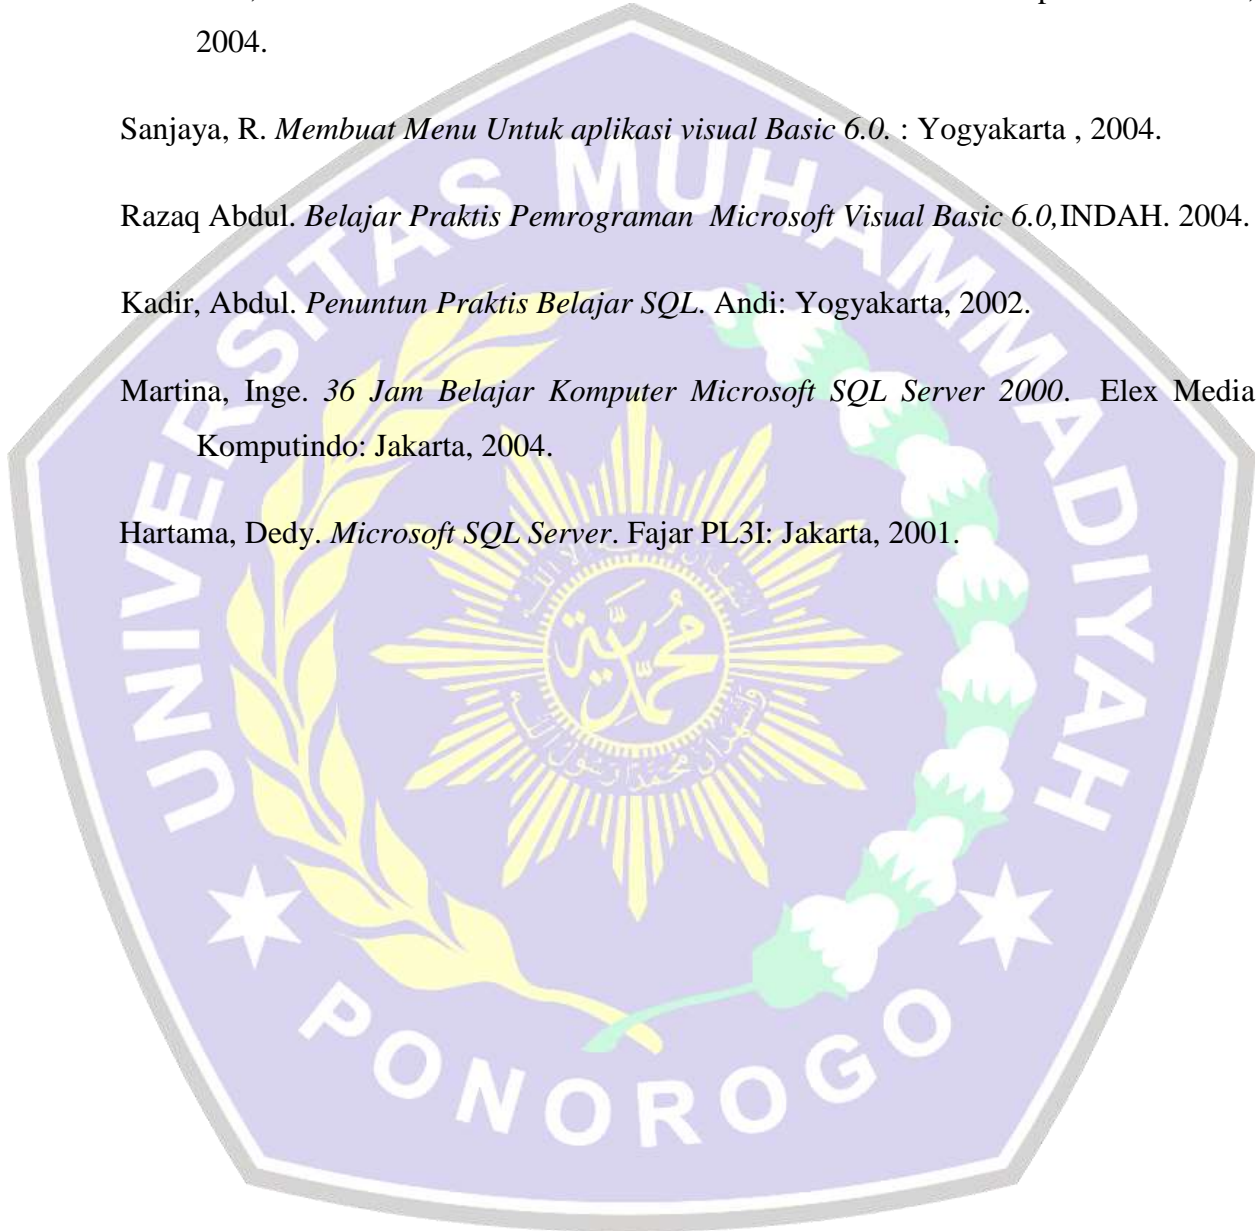 2004.
Sanjaya, R. Membuat Menu Untuk aplikasi visual Basic 6.0. : Yogyakarta , 2004.
Razaq Abdul. Belajar Praktis Pemrograman Microsoft Visual Basic 6.0,INDAH. 2004.
Kadir, Abdul. Penuntun Praktis Belajar SQL. Andi: Yogyakarta, 2002.
Martina, Inge. 36 Jam Belajar Komputer Microsoft SQL Server 2000. Elex Media
Komputindo: Jakarta, 2004.
Hartama, Dedy. Microsoft SQL Server. Fajar PL3I: Jakarta, 2001.
UNIVERSITAS MUHAMMADIYAH
PONOROGO
محمدية